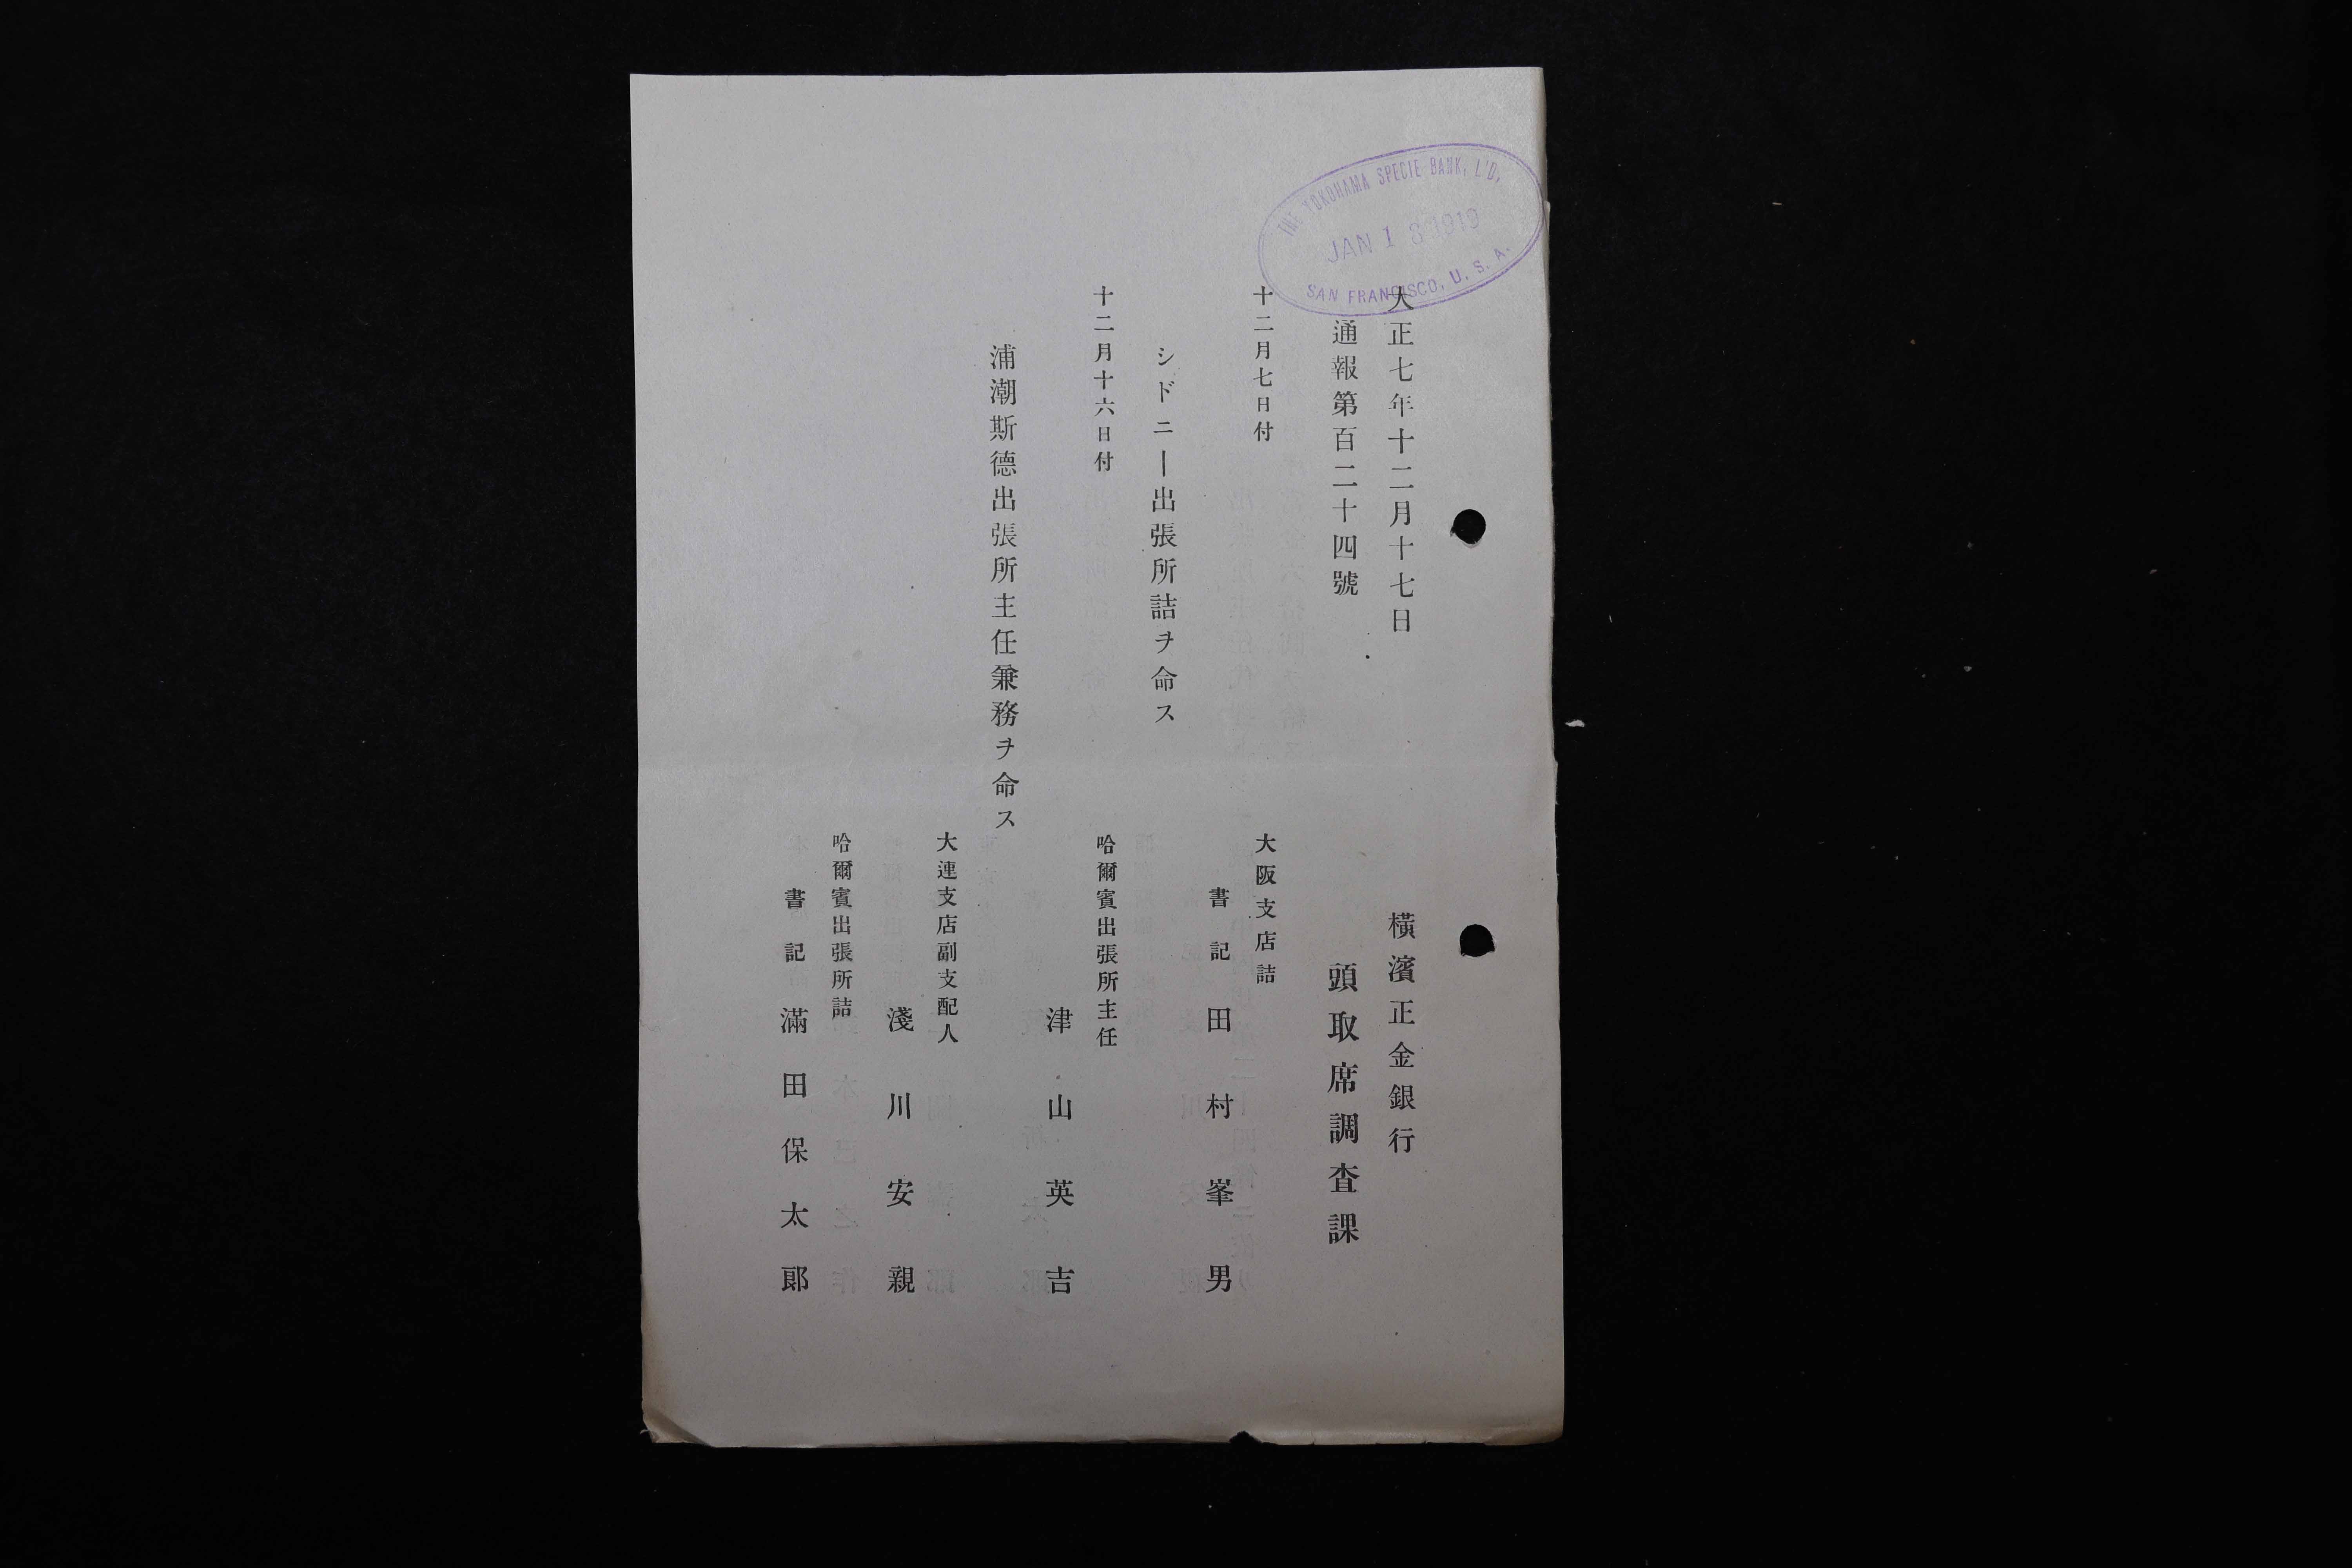 THE YOKOHAMA SPECIE BANK, L'D,
JAN 18 1919
SAN FRANCISCO, U. S. A.
大正七年十二月十七日
橫濱正金銀行
通報第百二十四號
頭取席調査課
十二月七日付
大阪支店詰
書記 田村峯男
シドニー出張所詰ヲ命ス
十二月十六日付
哈爾賓出張所主任
津山英吉
浦潮斯德出張所主任兼務ヲ命ス
大連支店副支配人
淺川安親
哈爾賓出張所詰
書記 滿田保太郞